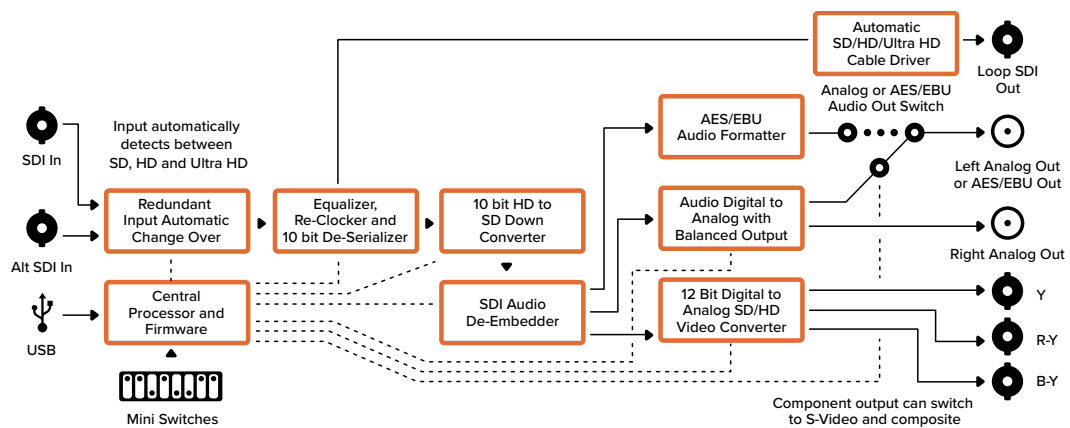 Automatic
SD/HD/Ultra HD
Cable Driver
Loop SDI
Out
Analog or AES/EBU
Audio Out Switch
SDI In
Input automatically
detects between
SD, HD and Ultra HD
AES/EBU
Audio Formatter
Left Analog Out
or AES/EBU Out
Alt SDI In
Redundant
Input Automatic
Change Over
Equalizer,
Re-Clocker and
10 bit De-Serializer
10 bit HD to
SD Down
Converter
Audio Digital to
Analog with
Balanced Output
Right Analog Out
USB
Central
Processor and
Firmware
SDI Audio
De-Embedder
12 Bit Digital to
Analog SD/HD
Video Converter
Y
R-Y
B-Y
Mini Switches
Component output can switch
to S-Video and composite